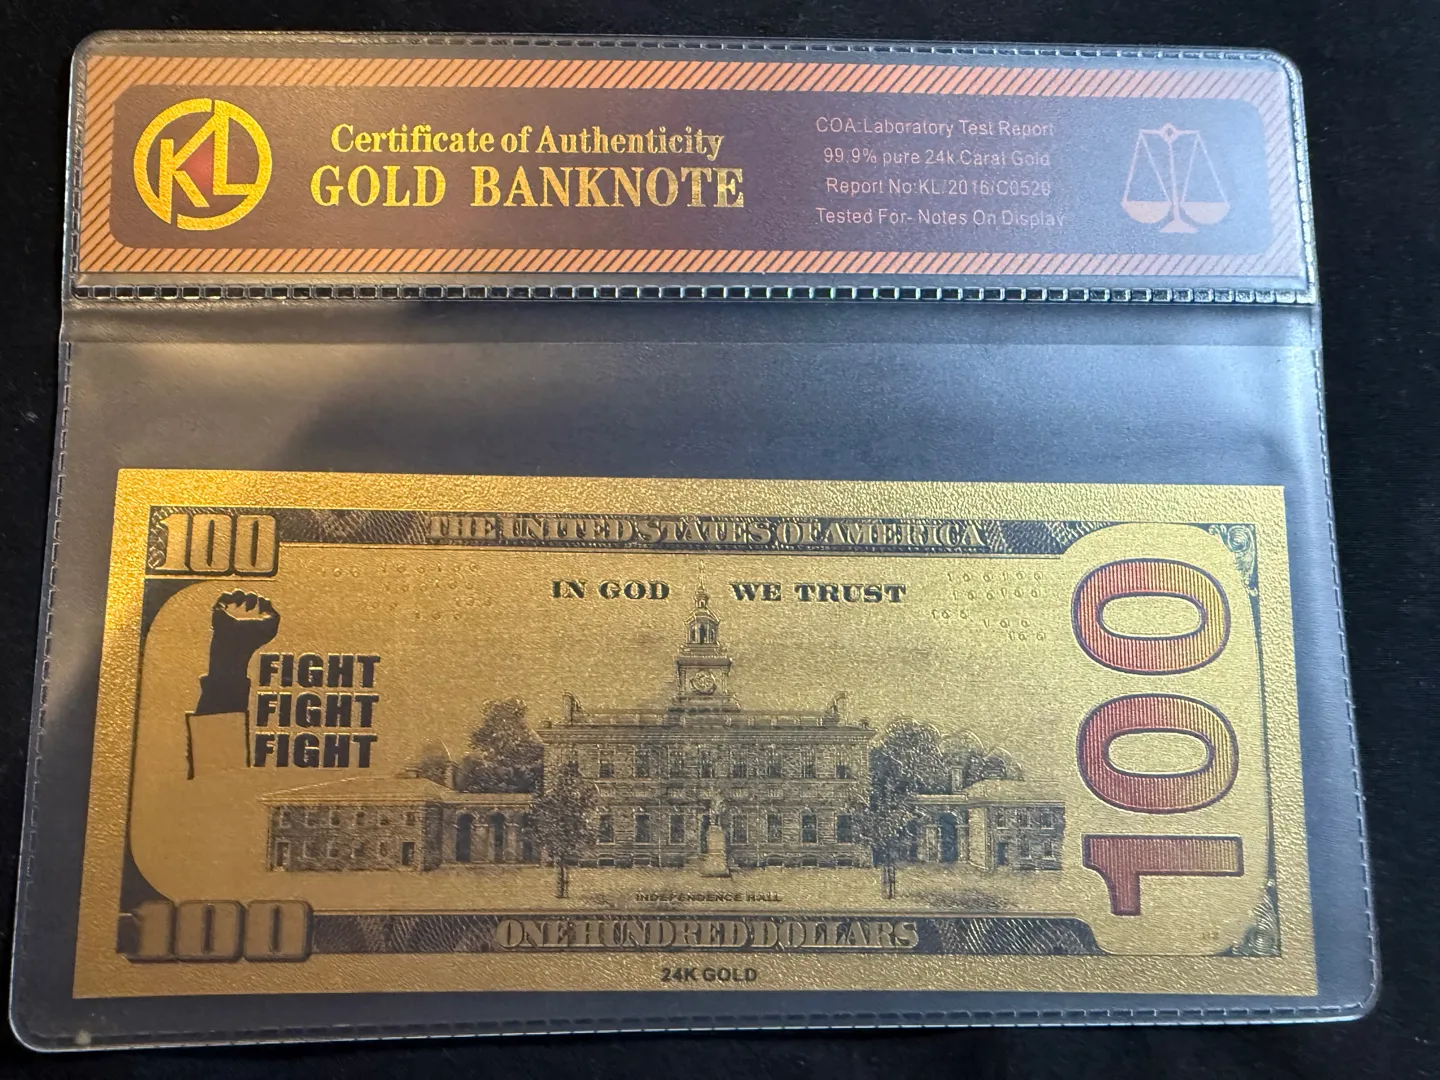 KL
Certificate of Authenticity
GOLD BANKNOTE
COA:Laboratory Test Report
99.9% pure 24k Carat Gold
Report No:KL/2016/C0520
Tested For- Notes On Display
100
THE UNITED STATES OF AMERICA
IN GOD WE TRUST
100
FIGHT
FIGHT
FIGHT
INDEPENDENCE HALL
100
ONE HUNDRED DOLLARS
24K GOLD